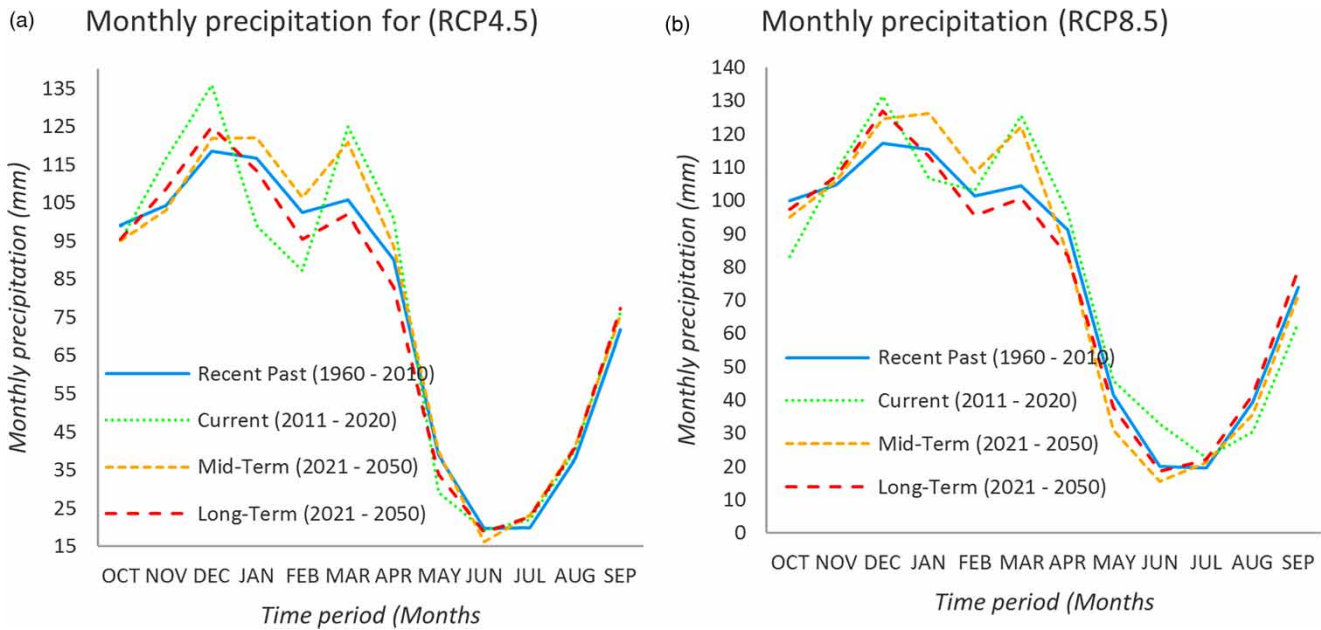 (a)
Monthly precipitation for (RCP4.5)
Monthly precipitation (mm)
135
125
115
105
95
85
75
65
55
45
35
25
15
Recent Past (1960 - 2010)
Current (2011 - 2020)
Mid-Term (2021 - 2050)
Long-Term (2021 - 2050)
OCT NOV DEC JAN FEB MAR APR MAY JUN JUL AUG SEP
Time period (Months
(b)
Monthly precipitation (RCP8.5)
Monthly precipitation (mm)
140
130
120
110
100
90
80
70
60
50
40
30
20
10
0
Recent Past (1960 - 2010)
Current (2011 - 2020)
Mid-Term (2021 - 2050)
Long-Term (2021 - 2050)
OCT NOV DEC JAN FEB MAR APR MAY JUN JUL AUG SEP
Time period (Months